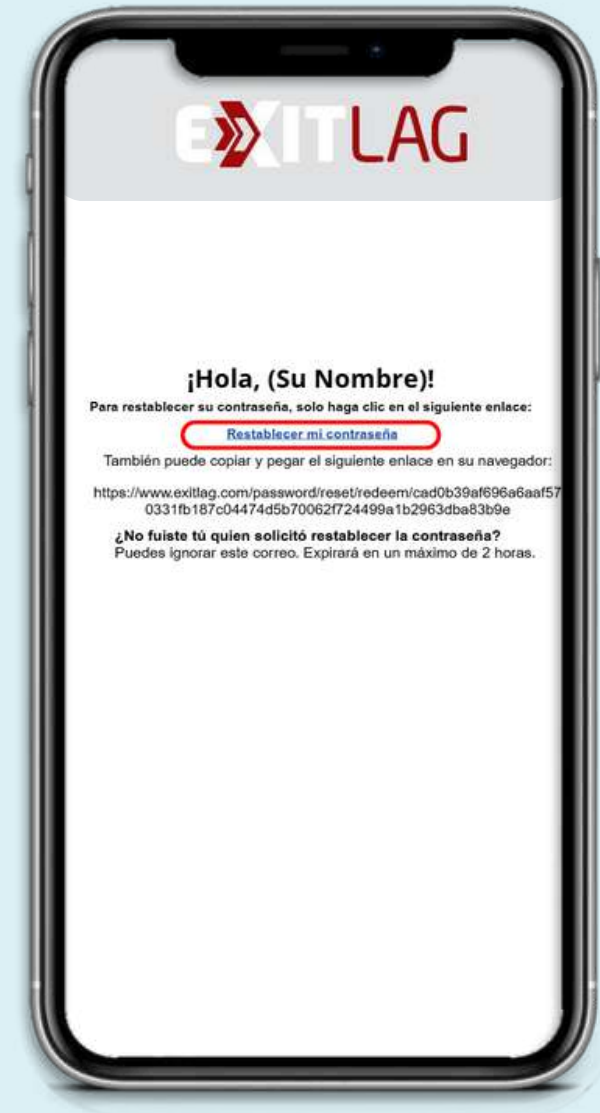 EXITLAG
¡Hola, (Su Nombre)!
Para restablecer su contraseña, solo haga clic en el siguiente enlace:
Restablecer mi contraseña
También puede copiar y pegar el siguiente enlace en su navegador:
https://www.exitlag.com/password/reset/redeem/cad0b39af696a6aaf57
0331fb187c04474d5b70062f724499a1b2963dba83b9e
¿No fuiste tú quien solicitó restablecer la contraseña?
Puedes ignorar este correo. Expirará en un máximo de 2 horas.